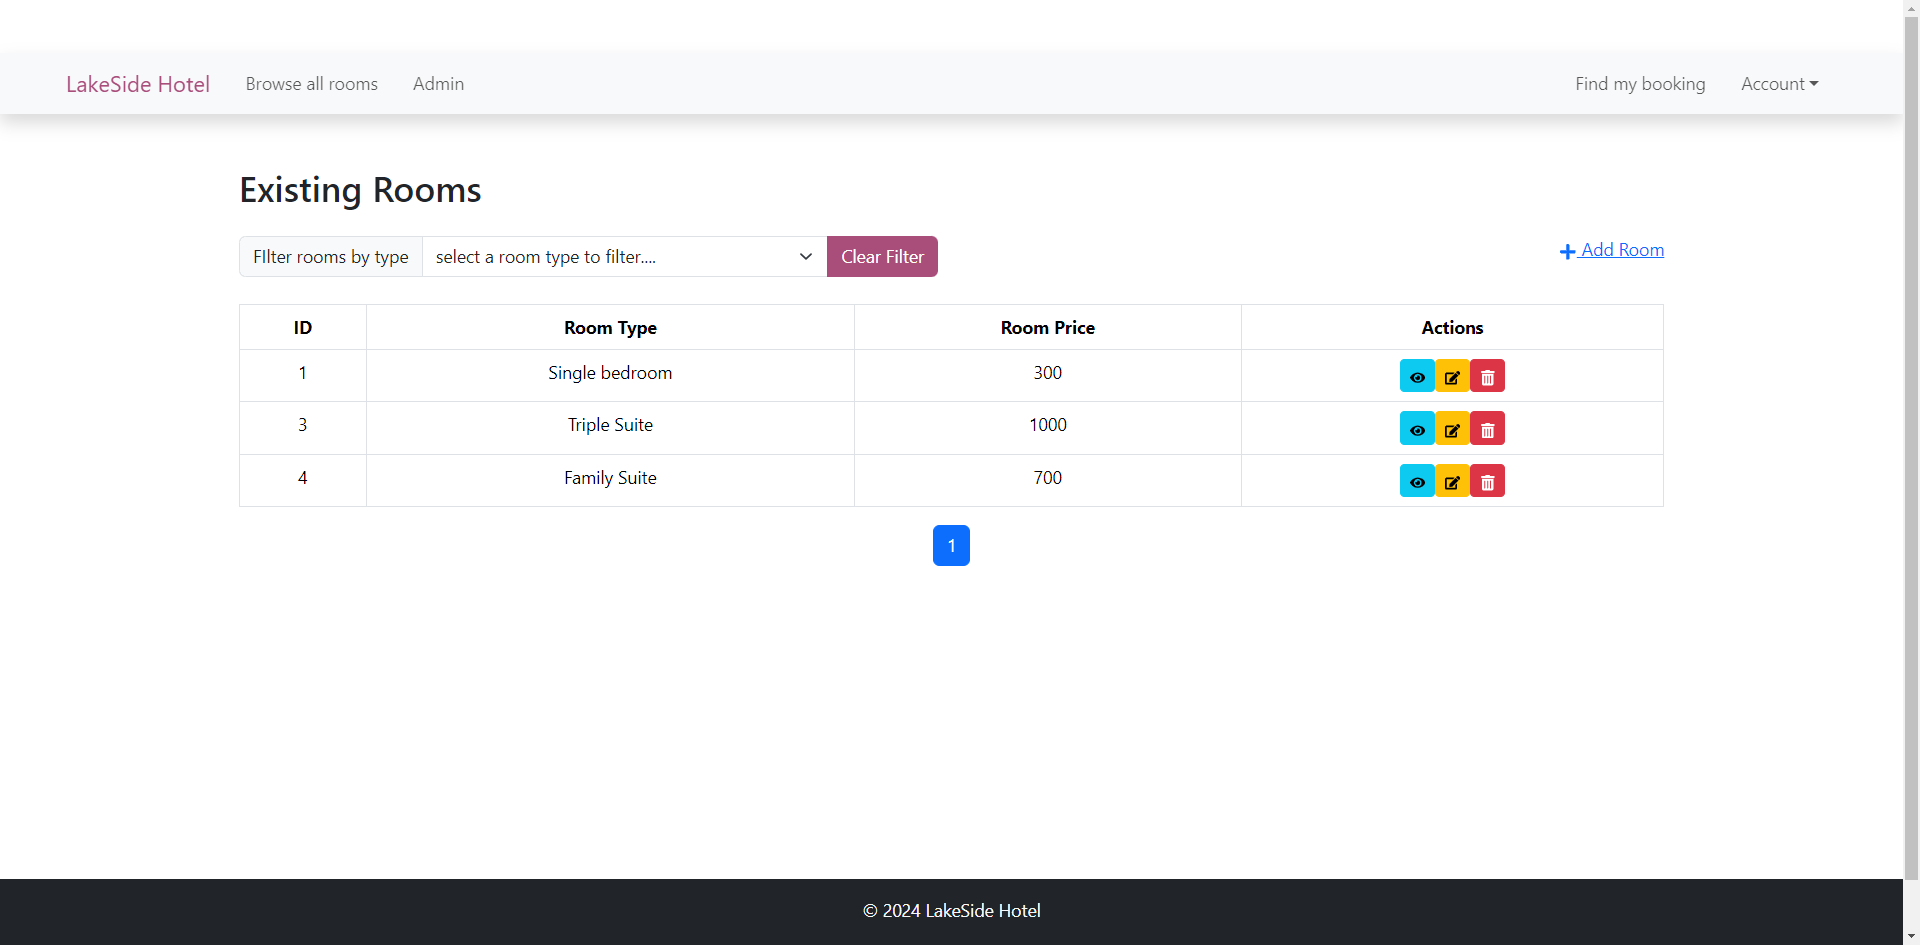 LakeSide Hotel Browse all rooms Admin Find my booking Account
Existing Rooms
FIlter rooms by type select a room type to filter.... Clear Filter Add Room
ID Room Type Room Price Actions
1 Single bedroom 300
3 Triple Suite 1000
4 Family Suite 700
1
© 2024 LakeSide Hotel